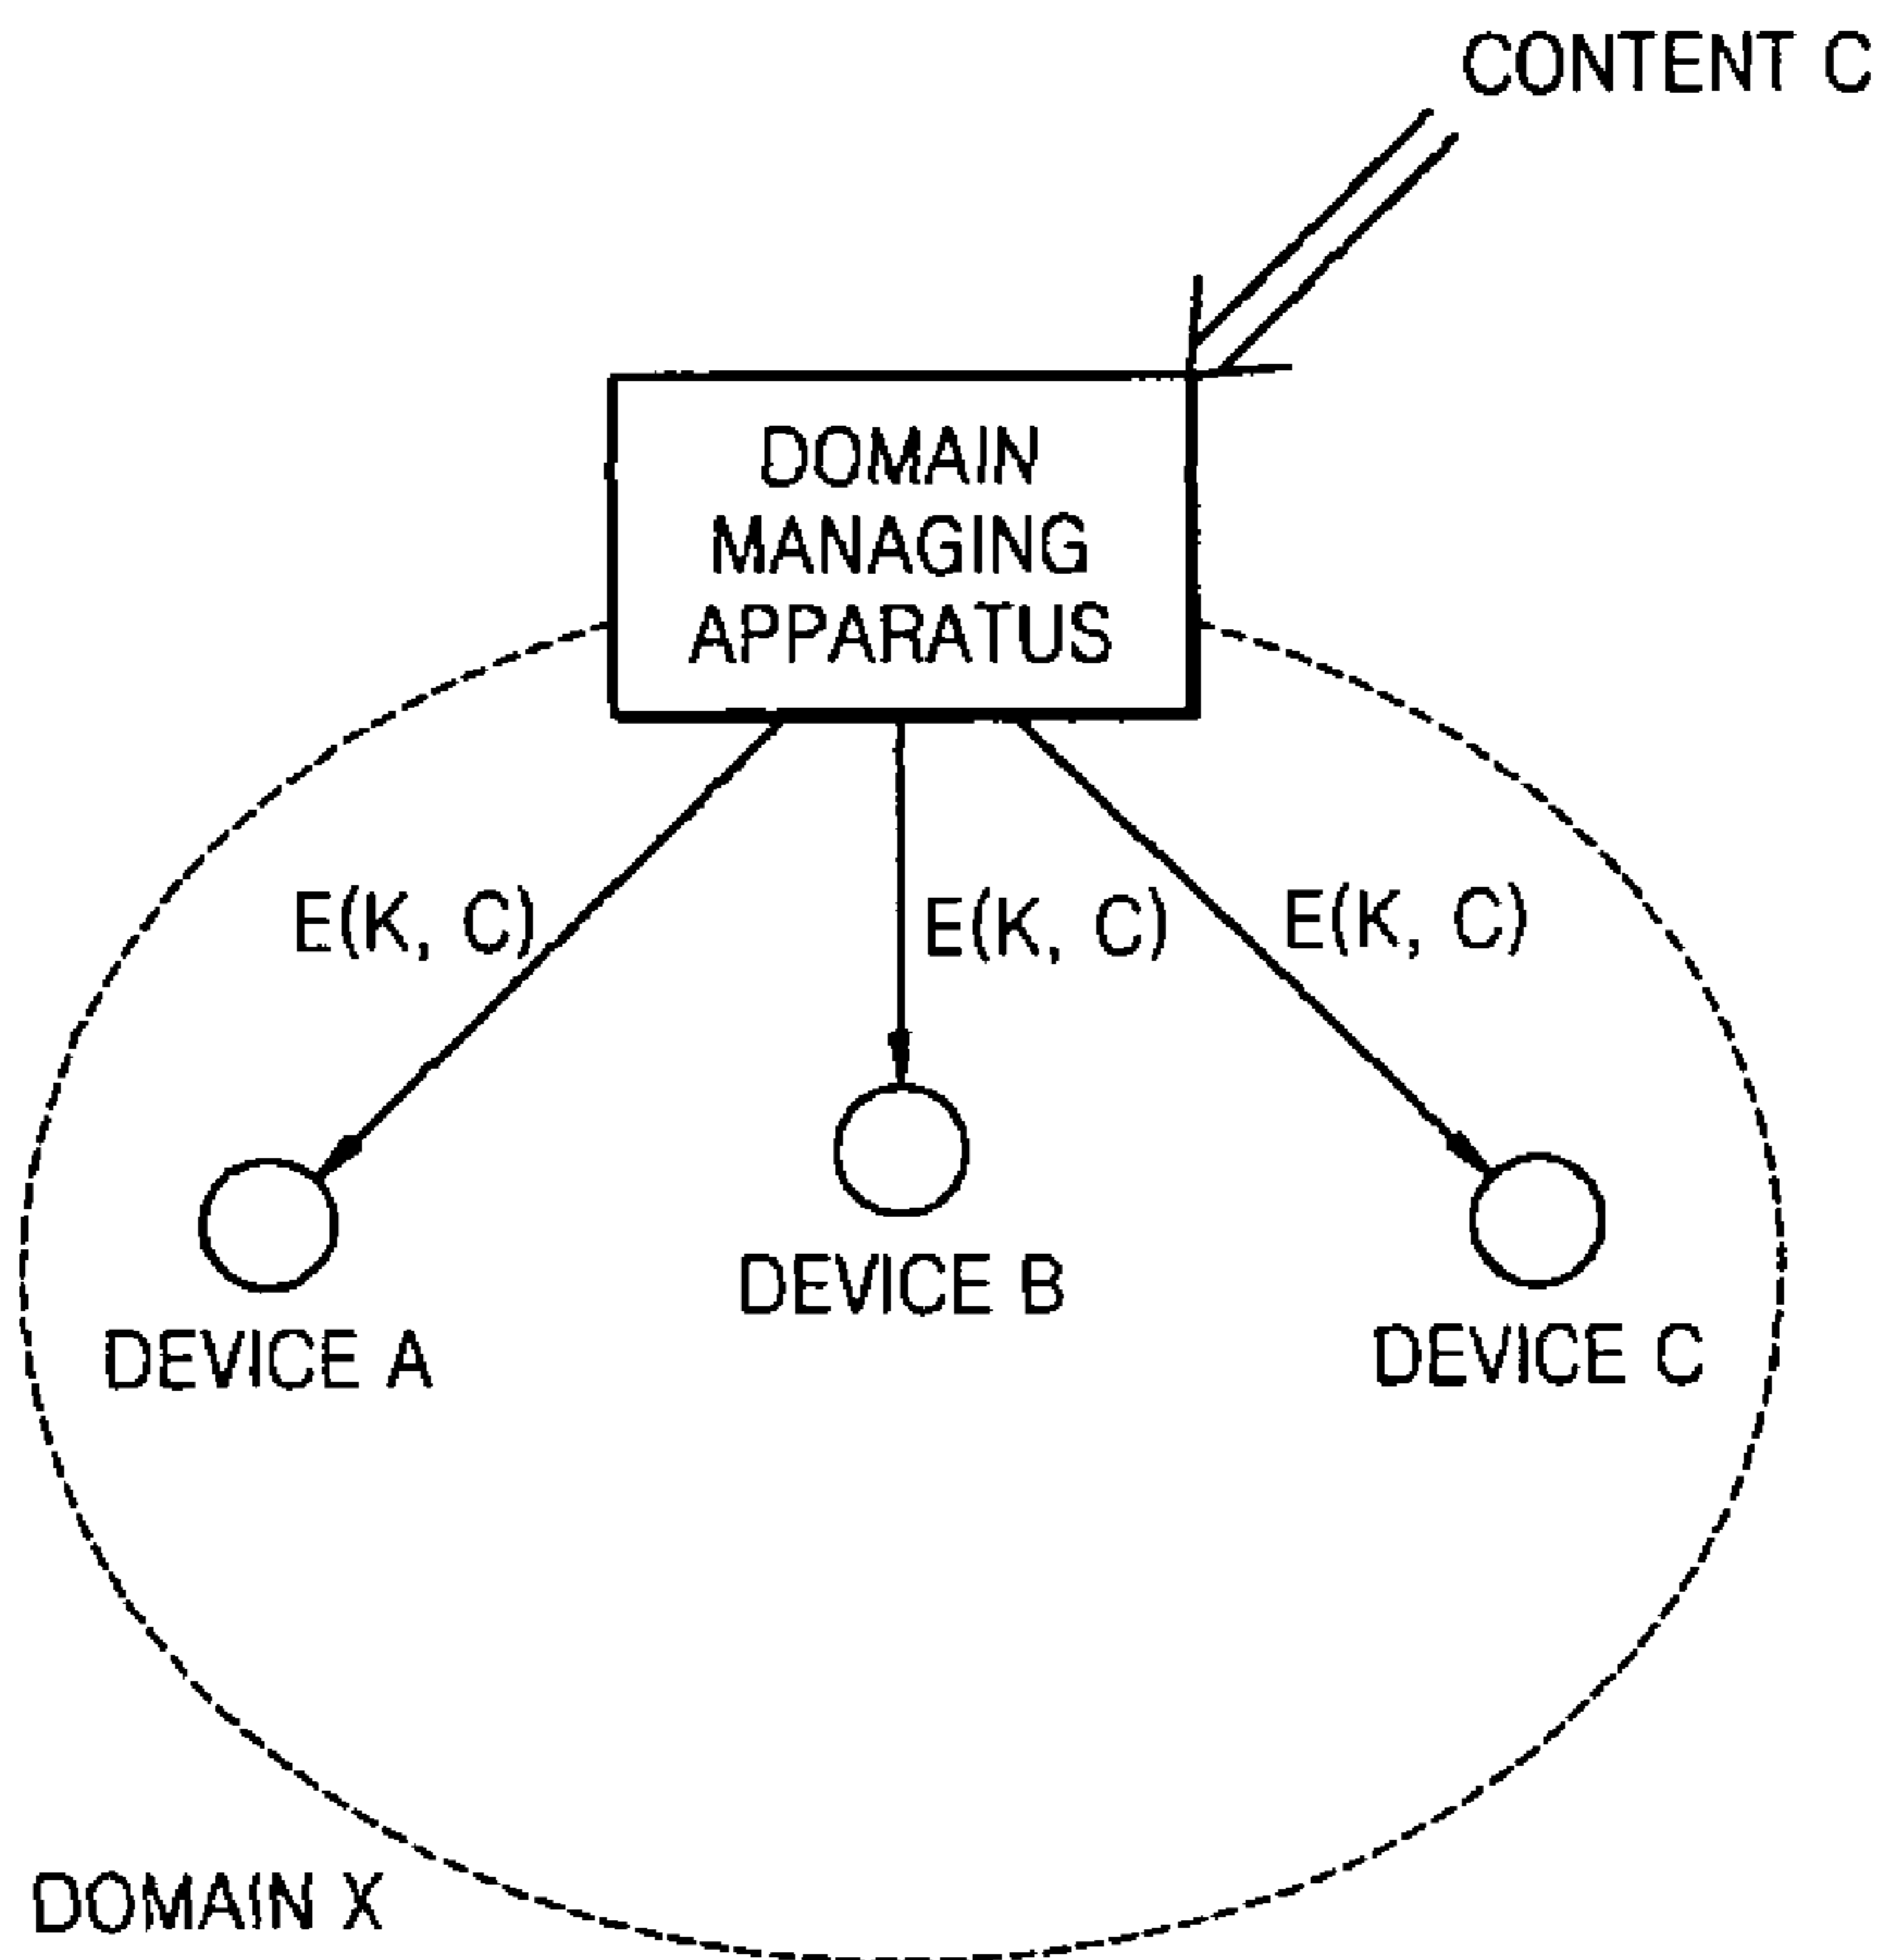 CONTENT C
DOMAIN
MANAGING
APPARATUS
E(K, C)
E(K, C)
E(K, C)
DEVICE A
DEVICE B
DEVICE C
DOMAIN X